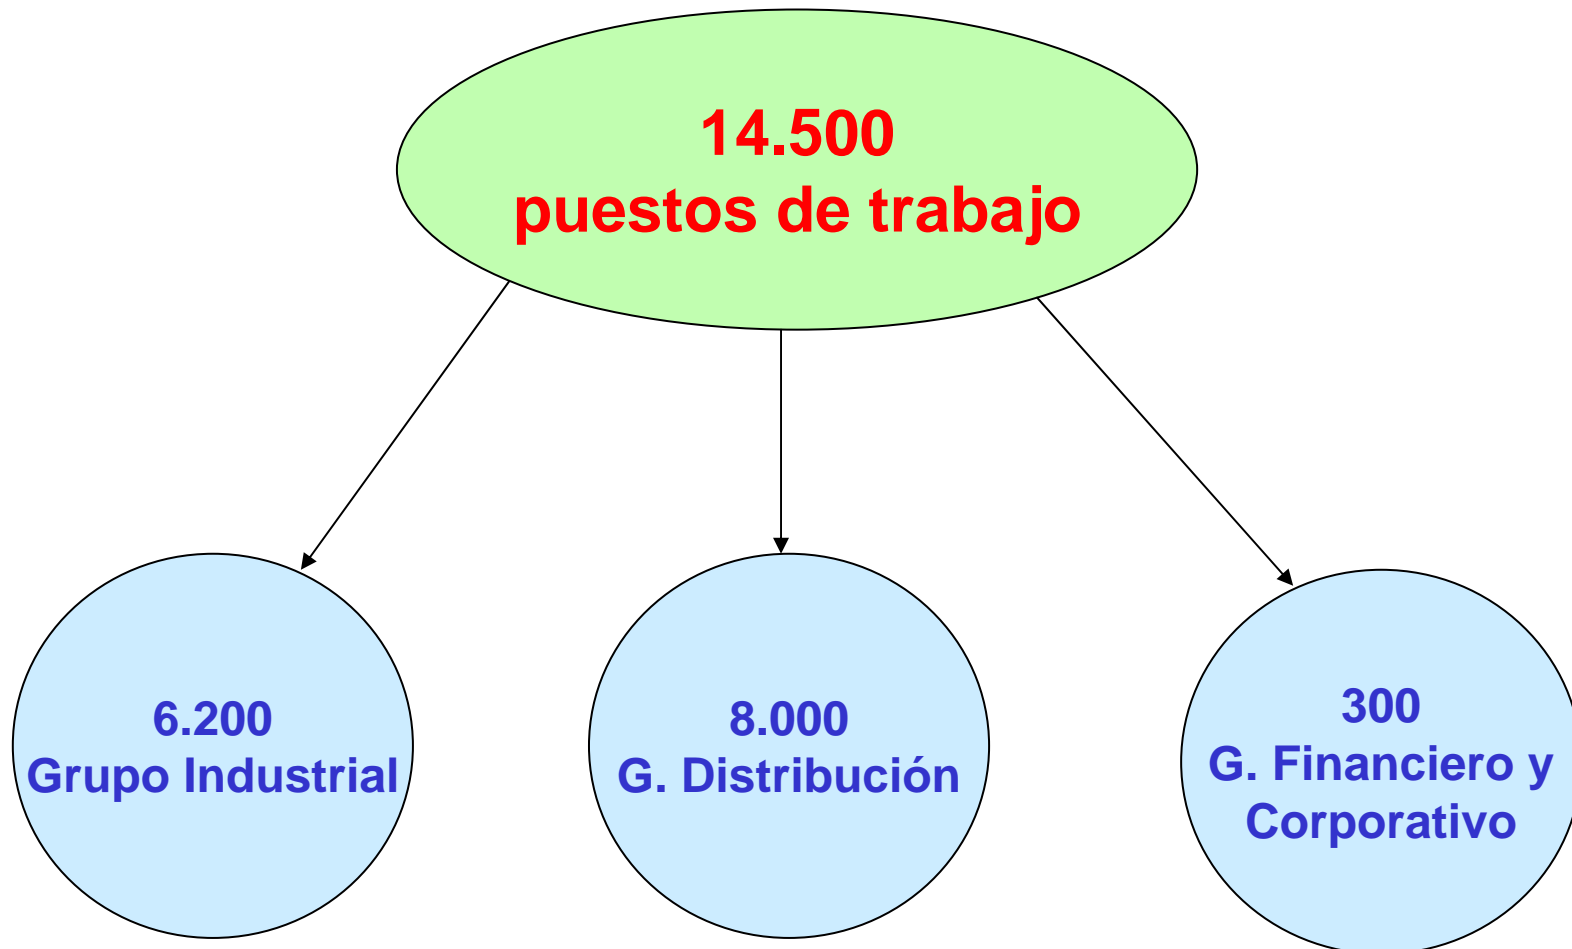 14.500
puestos de trabajo
6.200
Grupo Industrial
8.000
G. Distribución
300
G. Financiero y
Corporativo